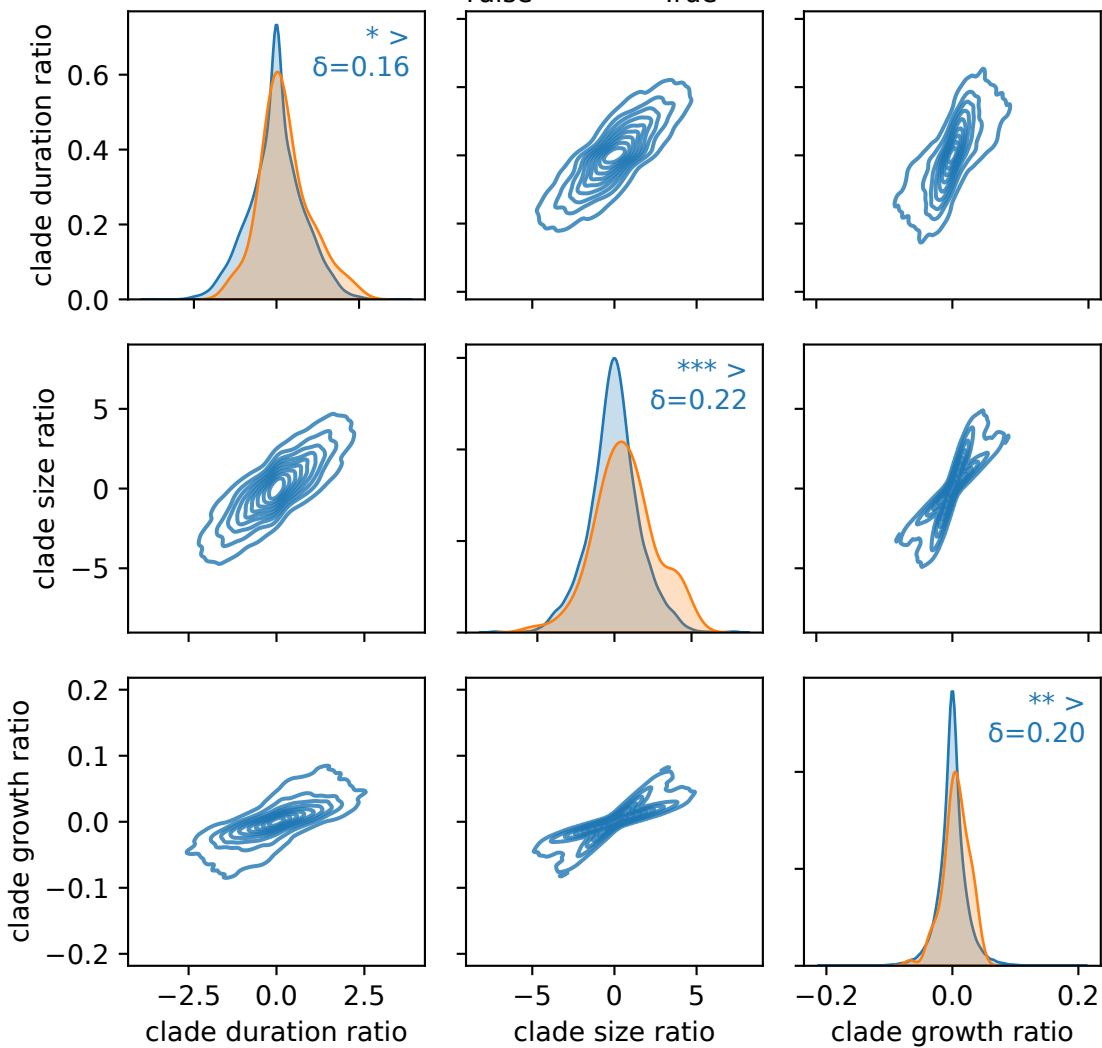 clade duration ratio
0.6
0.4
0.2
0.0
* >
δ=0.16
clade duration ratio
clade size ratio
5
0
−5
*** >
δ=0.22
clade growth ratio
0.2
0.1
0.0
−0.1
−0.2
** >
δ=0.20
−2.5 0.0 2.5
−5 0 5
−0.2 0.0 0.2
clade duration ratio
clade size ratio
clade growth ratio